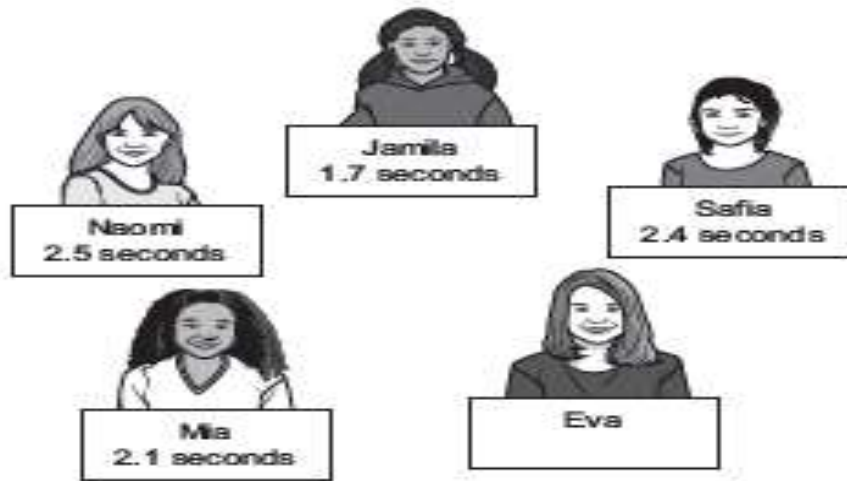 Jamila
1.7 seconds
Naomi
2.5 seconds
Safia
2.4 seconds
Mia
2.1 seconds
Eva